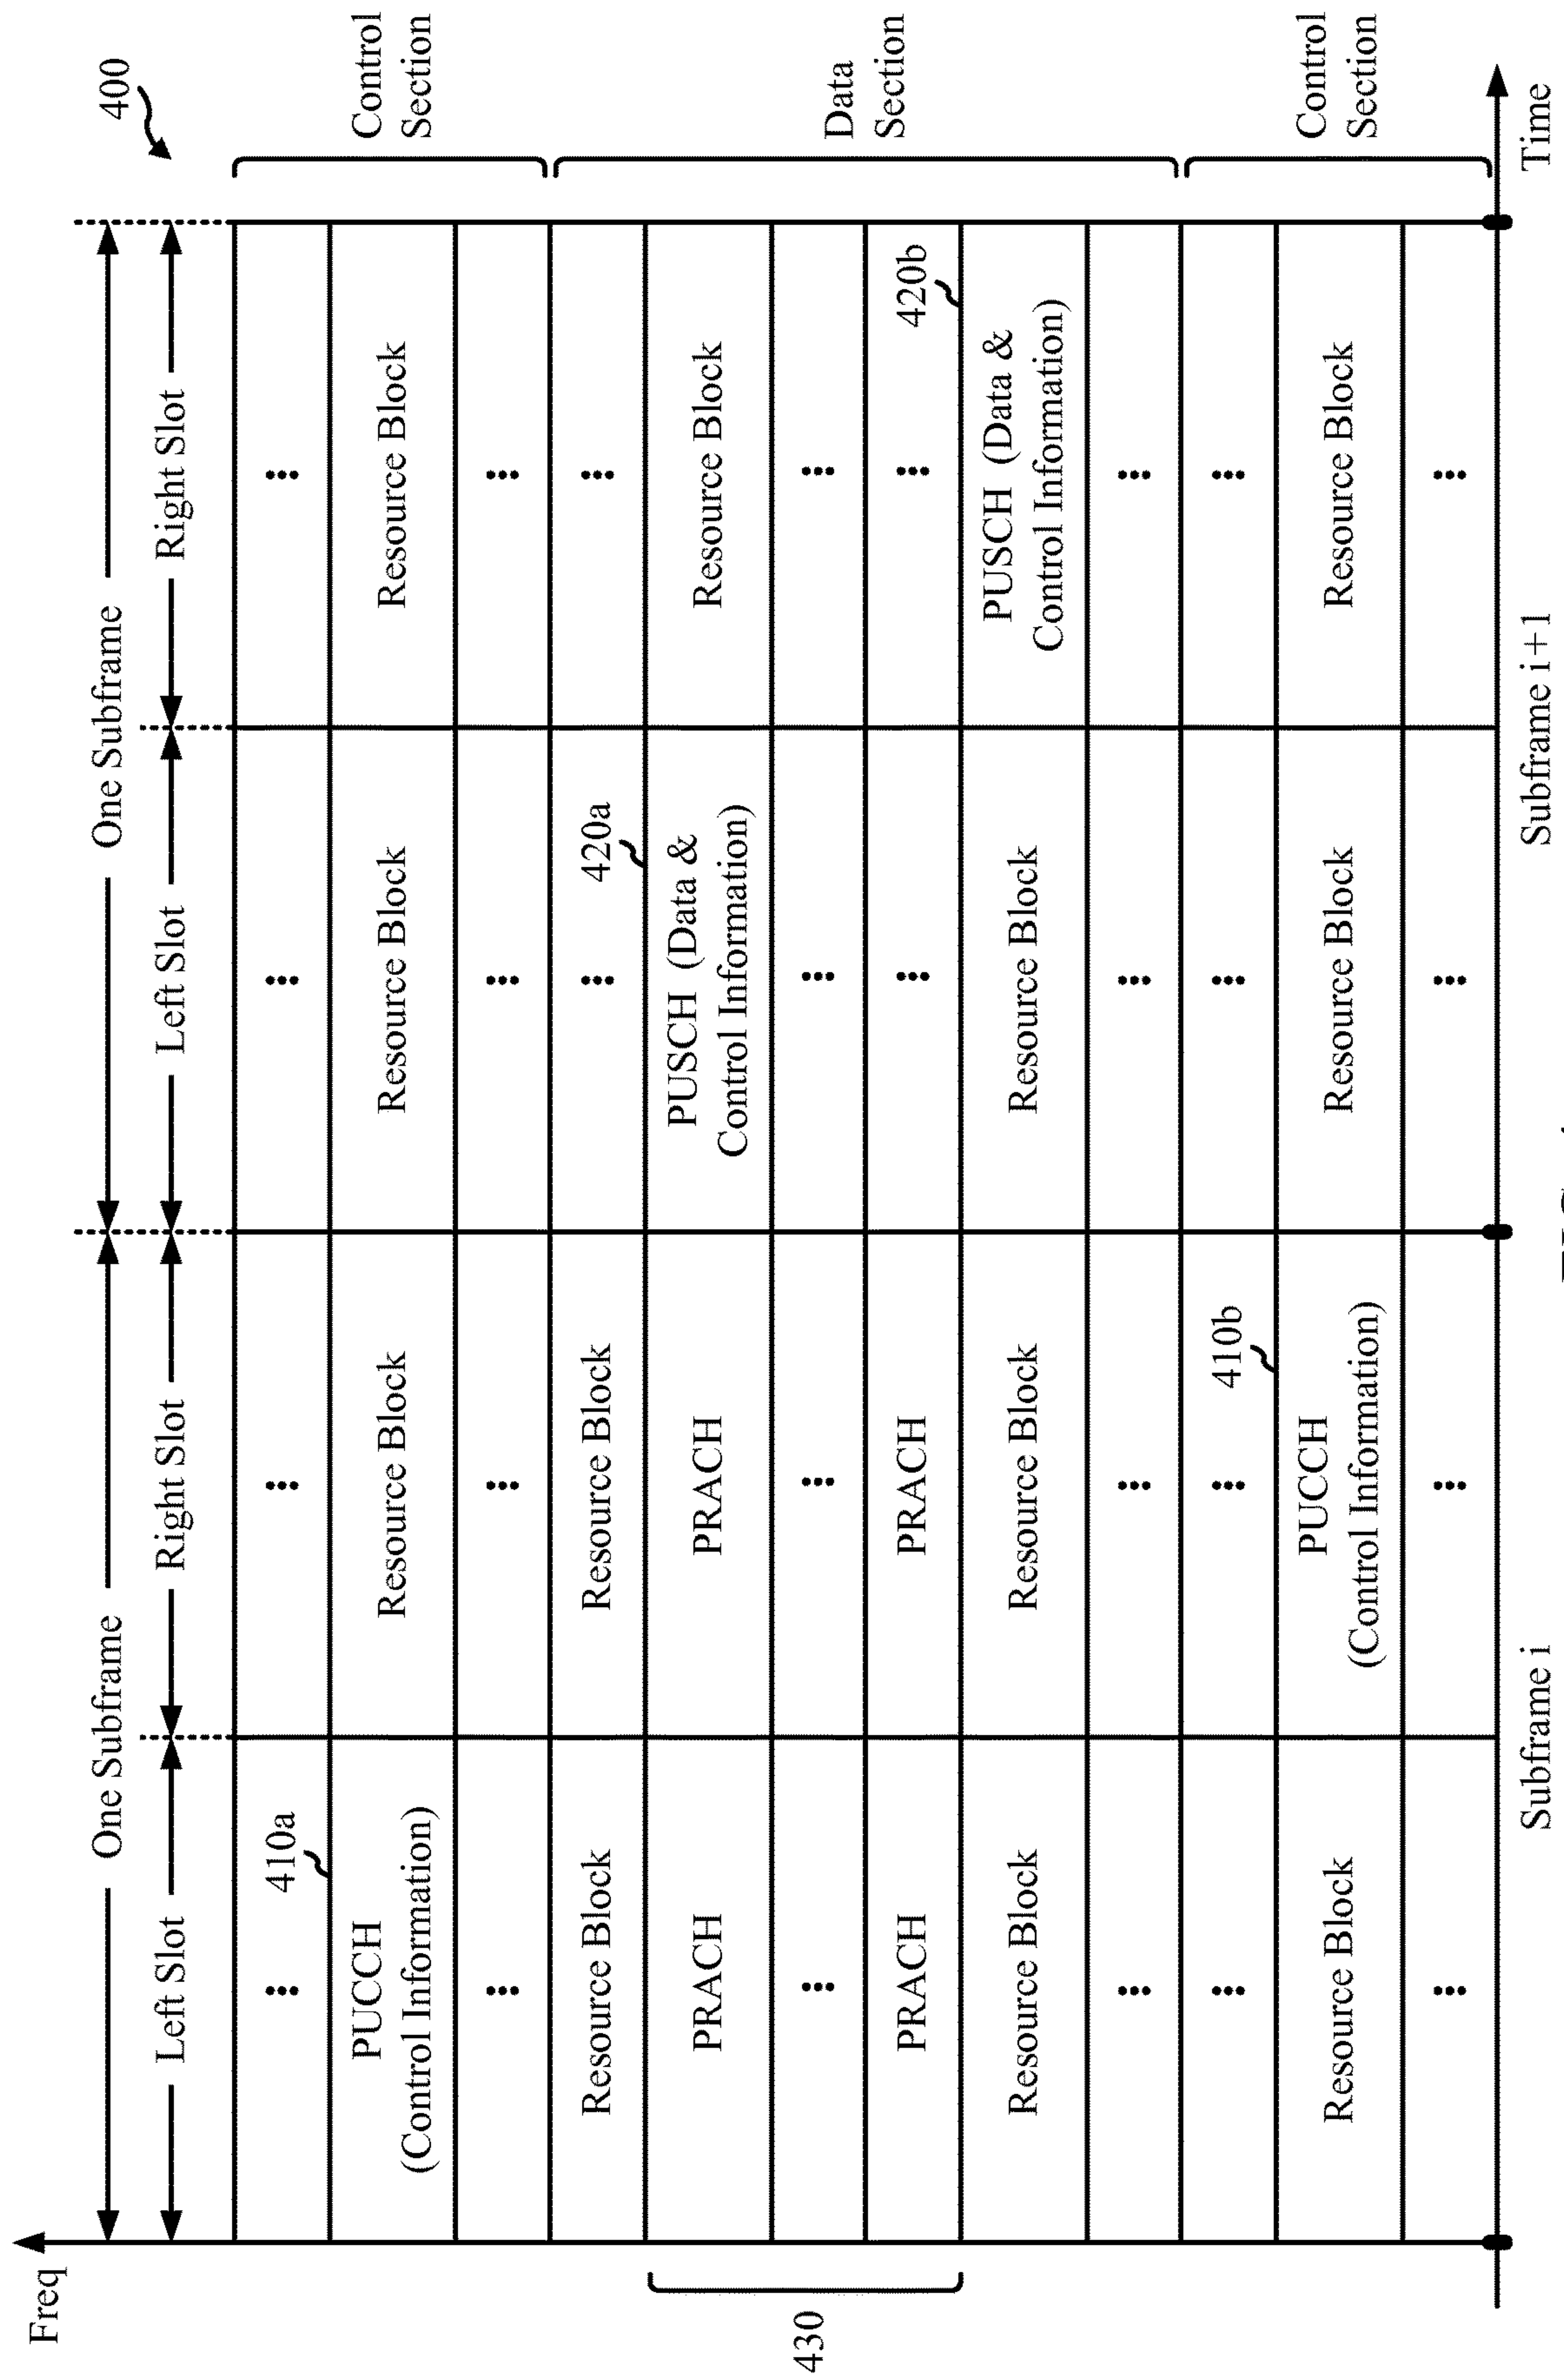 400
One Subframe
One Subframe
Left Slot
Right Slot
Left Slot
Right Slot
Freq
410a
PUCCH
(Control Information)
Resource Block
Resource Block
Resource Block
Control
Section
Resource Block
Resource Block
420a
PRACH
PRACH
PUSCH (Data &
Control Information)
Resource Block
430
Data
Section
PRACH
PRACH
420b
Resource Block
Resource Block
Resource Block
PUSCH (Data &
Control Information)
410b
Resource Block
PUCCH
(Control Information)
Resource Block
Resource Block
Control
Section
Subframe i
Subframe i+1
Time